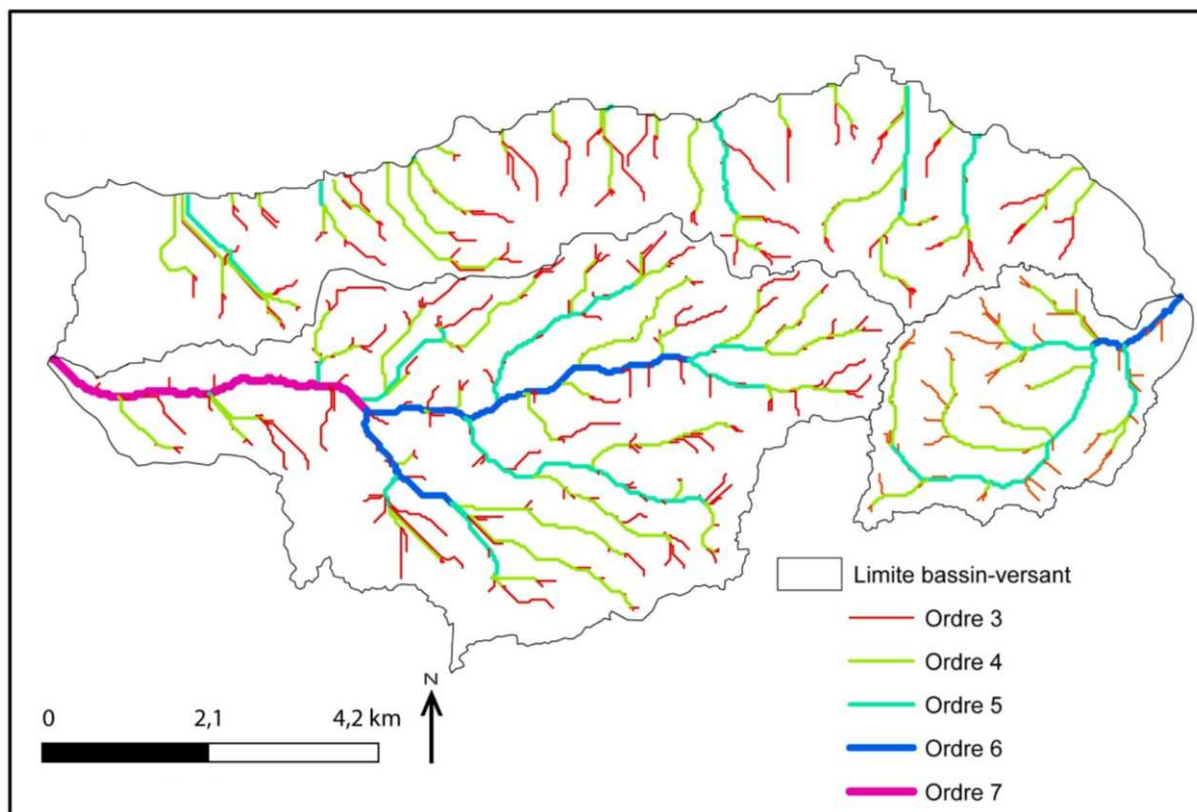 Limite bassin-versant
Ordre 3
Ordre 4
Ordre 5
Ordre 6
Ordre 7
N
0 2,1 4,2 km